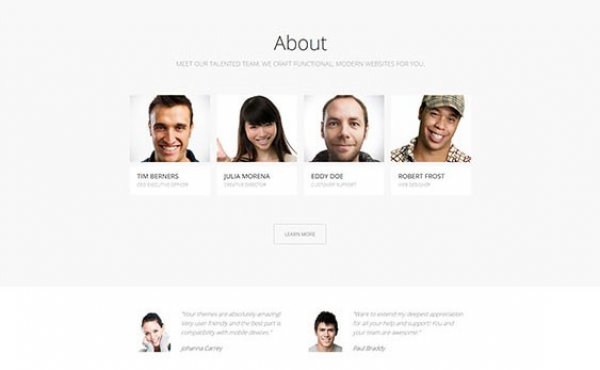 About
MEET OUR TALENTED TEAM. WE CRAFT FUNCTIONAL, MODERN WEBSITES FOR YOU.
TIM BERNERS
CEO EXECUTIVE OFFICER
JULIA MORENA
CREATIVE DIRECTOR
EDDY DOE
CUSTOMER SUPPORT
ROBERT FROST
WEB DESIGNER
LEARN MORE
"Your themes are absolutely amazing!
Very user friendly and the best part is
compatibility with mobile devices."
Johanna Carrey
"Want to extend my deepest appreciation
for all your help and support! You and
your team are awesome."
Paul Braddy